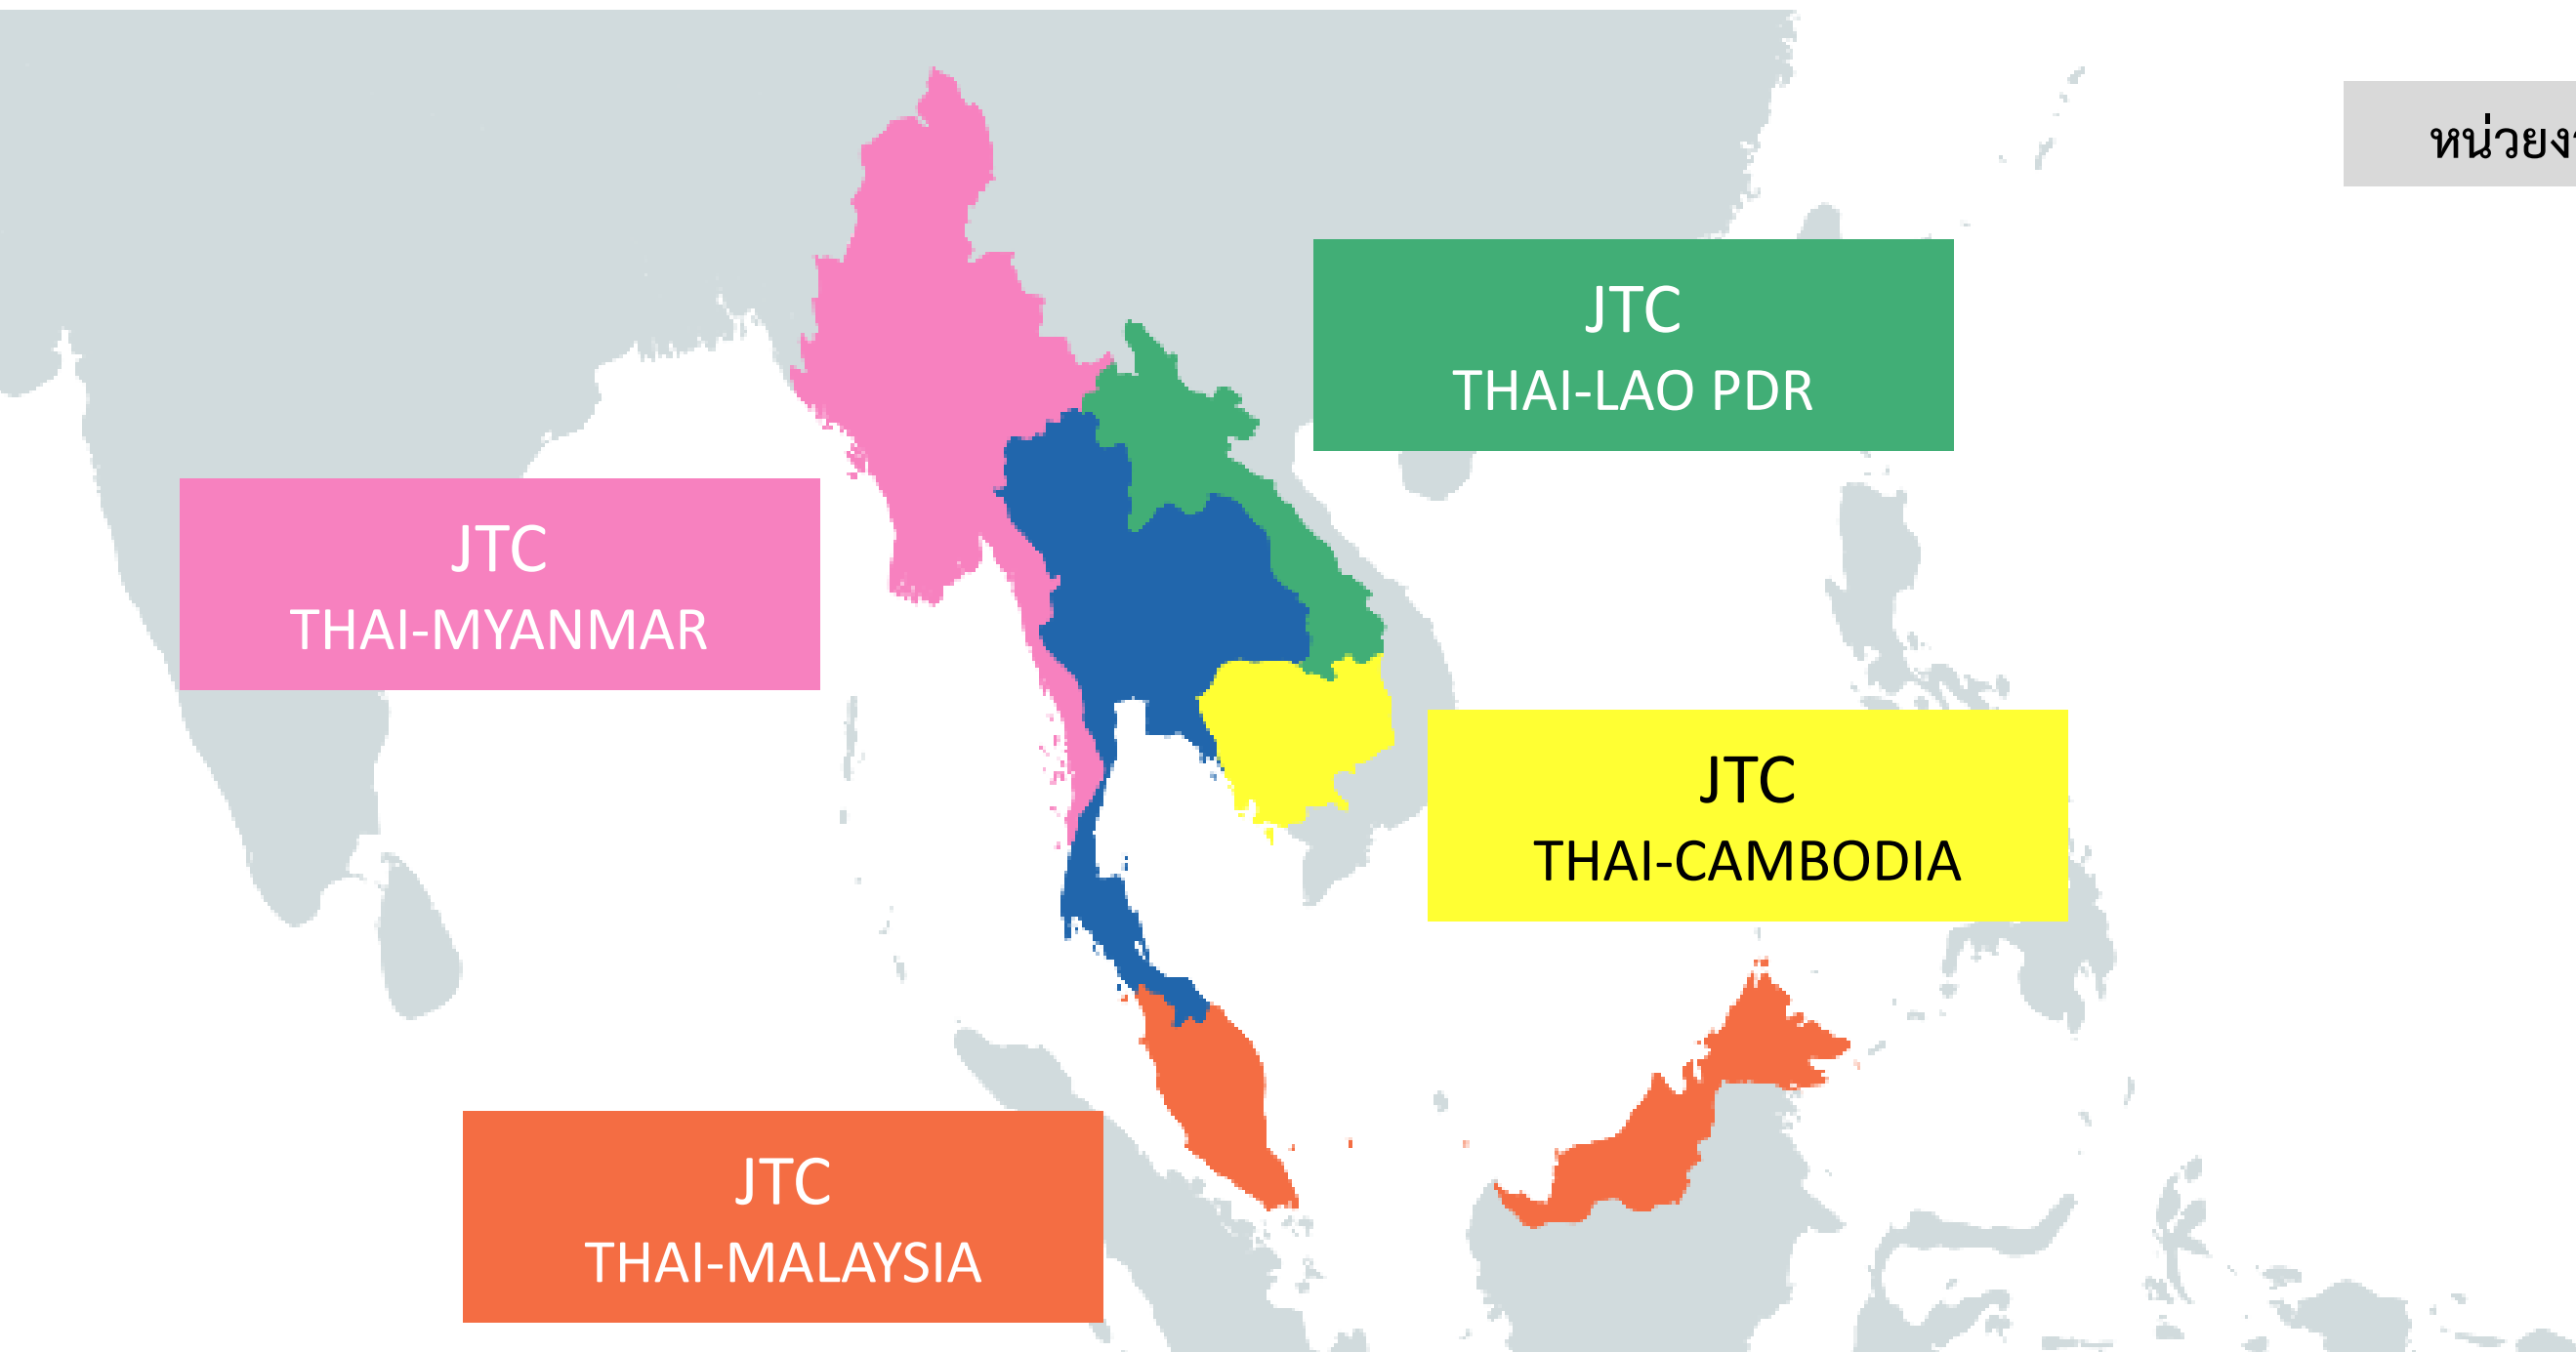 JTC
THAI-LAO PDR
JTC
THAI-MYANMAR
JTC
THAI-CAMBODIA
JTC
THAI-MALAYSIA